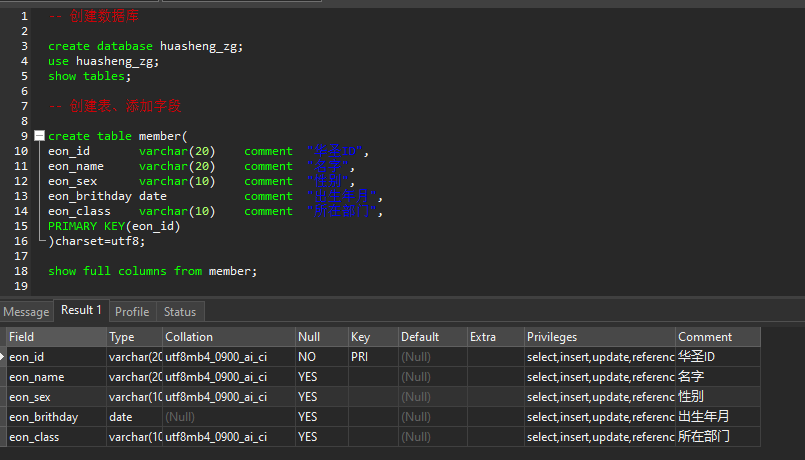 1 -- 创建数据库
2
3 create database huasheng_zg;
4 use huasheng_zg;
5 show tables;
6
7 -- 创建表、添加字段
8
9 create table member(
10 eon_id varchar(20) comment "华圣ID",
11 eon_name varchar(20) comment "名字",
12 eon_sex varchar(10) comment "性别",
13 eon_brithday date comment "出生年月",
14 eon_class varchar(10) comment "所在部门",
15 PRIMARY KEY(eon_id)
16 )charset=utf8;
17
18 show full columns from member;
19
Message Result 1 Profile Status
Field Type Collation Null Key Default Extra Privileges Comment
eon_id varchar(20 utf8mb4_0900_ai_ci NO PRI (Null) select,insert,update,referenc 华圣ID
eon_name varchar(20 utf8mb4_0900_ai_ci YES (Null) select,insert,update,referenc 名字
eon_sex varchar(10 utf8mb4_0900_ai_ci YES (Null) select,insert,update,referenc 性别
eon_brithday date (Null) YES (Null) select,insert,update,referenc 出生年月
eon_class varchar(10 utf8mb4_0900_ai_ci YES (Null) select,insert,update,referenc 所在部门